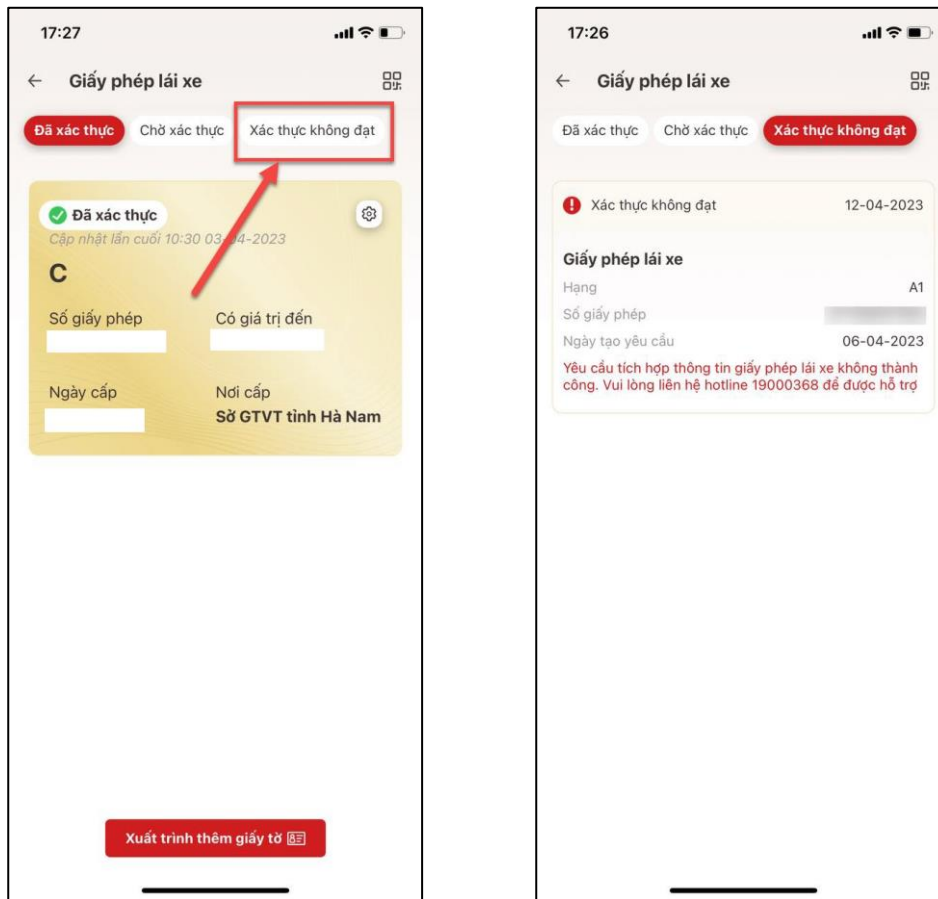 17:27
Giấy phép lái xe
Đã xác thực Chờ xác thực Xác thực không đạt
Đã xác thực
Cập nhật lần cuối 10:30 03-04-2023
C
Số giấy phép Có giá trị đến
Ngày cấp Nơi cấp
Sở GTVT tỉnh Hà Nam
Xuất trình thêm giấy tờ
17:26
Giấy phép lái xe
Đã xác thực Chờ xác thực Xác thực không đạt
Xác thực không đạt 12-04-2023
Giấy phép lái xe
Hạng A1
Số giấy phép
Ngày tạo yêu cầu 06-04-2023
Yêu cầu tích hợp thông tin giấy phép lái xe không thành
công. Vui lòng liên hệ hotline 19000368 để được hỗ trợ